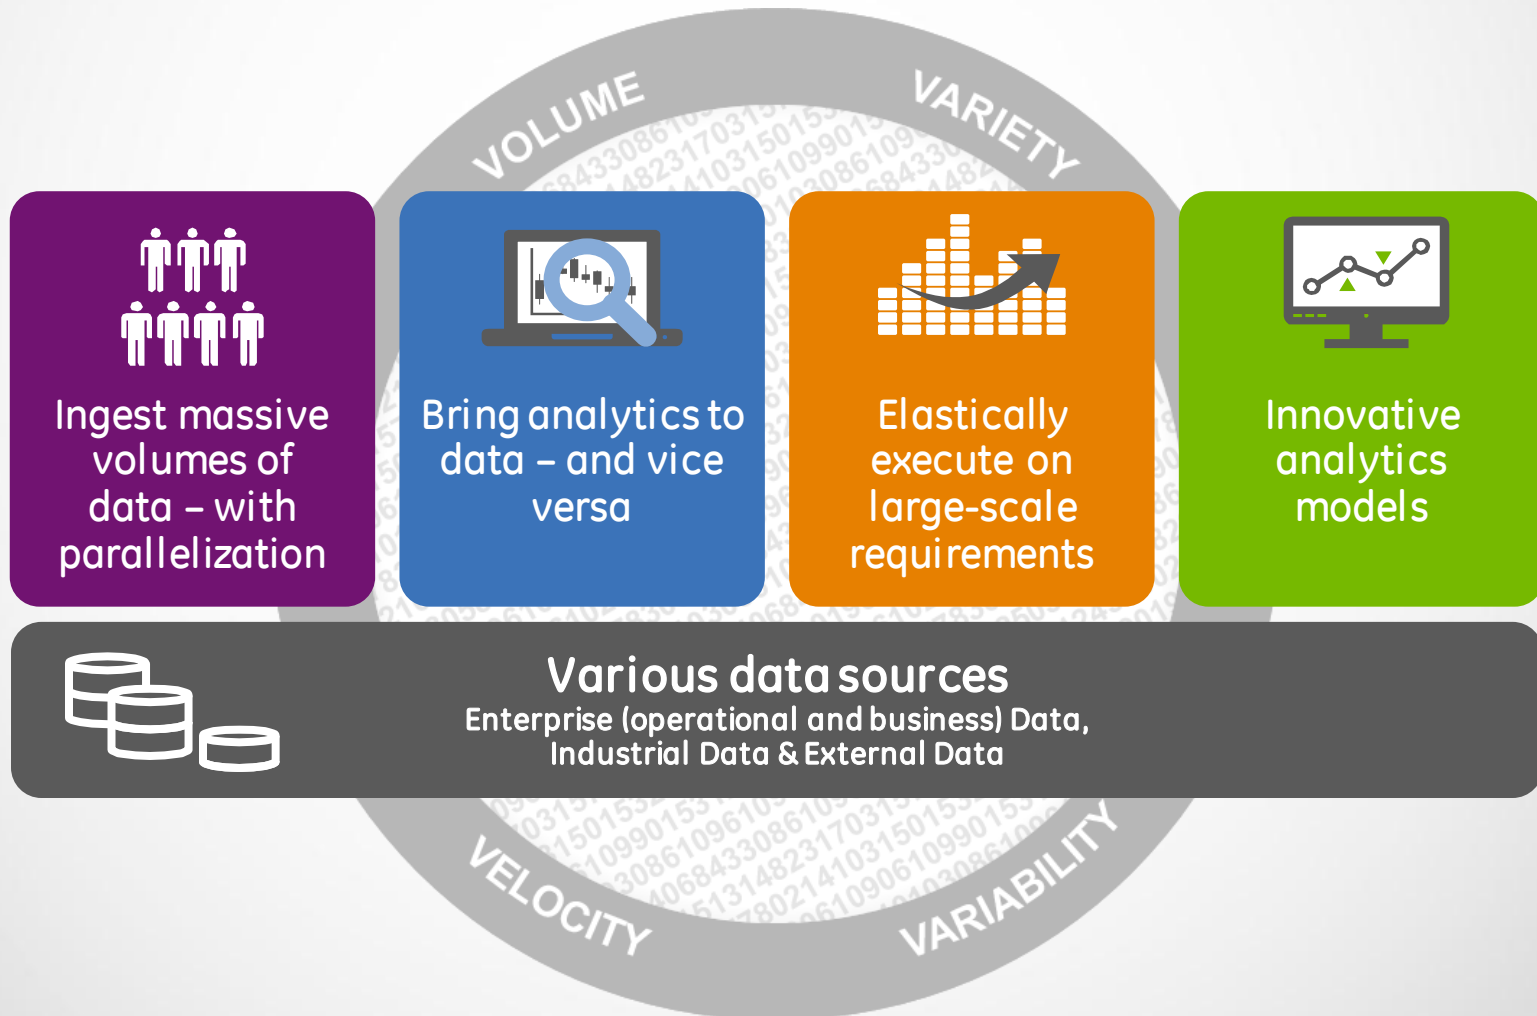 VOLUME
VARIETY
Ingest massive
volumes of
data – with
parallelization
Bring analytics to
data – and vice
versa
Elastically
execute on
large-scale
requirements
Innovative
analytics
models
Various data sources
Enterprise (operational and business) Data,
Industrial Data & External Data
VELOCITY
VARIABILITY